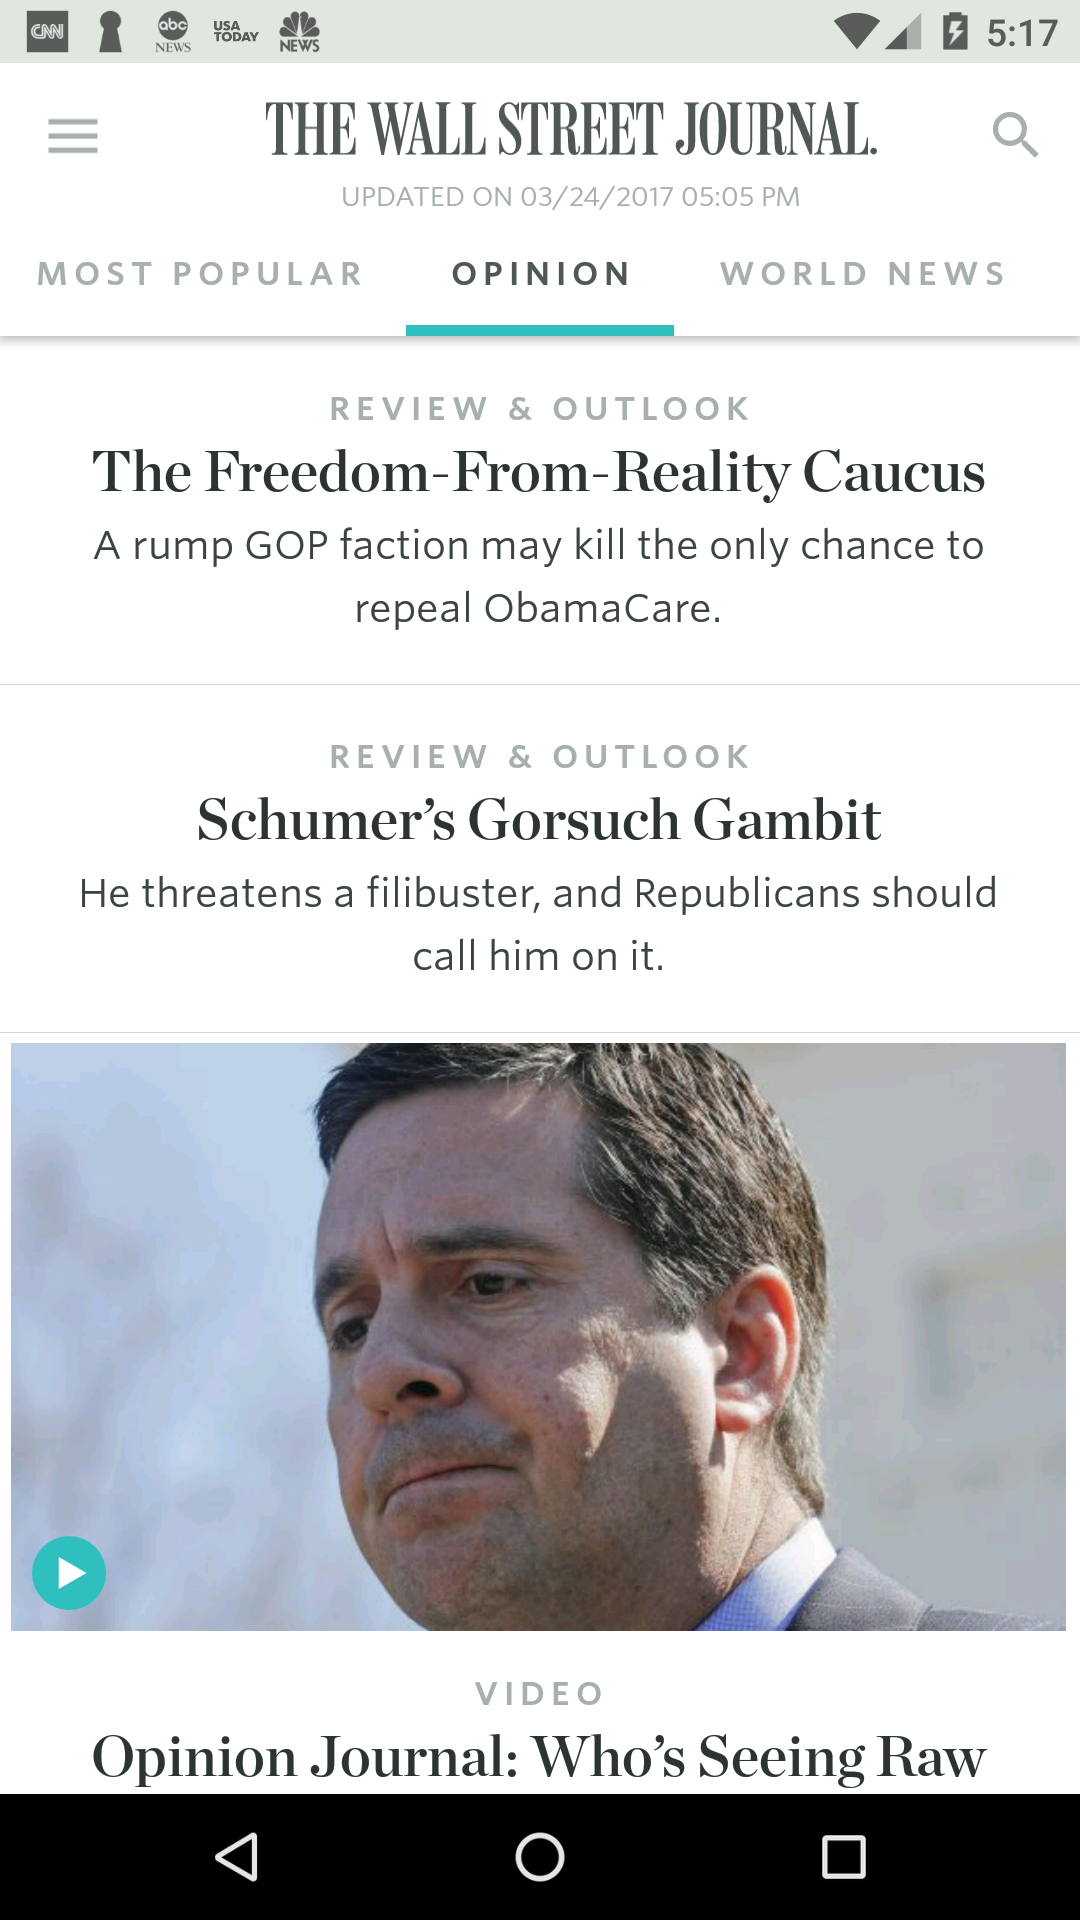 CNN
abc
NEWS
USA
TODAY
NEWS
5:17
THE WALL STREET JOURNAL.
UPDATED ON 03/24/2017 05:05 PM
MOST POPULAR
OPINION
WORLD NEWS
REVIEW & OUTLOOK
The Freedom-From-Reality Caucus
A rump GOP faction may kill the only chance to
repeal ObamaCare.
REVIEW & OUTLOOK
Schumer’s Gorsuch Gambit
He threatens a filibuster, and Republicans should
call him on it.
VIDEO
Opinion Journal: Who’s Seeing Raw